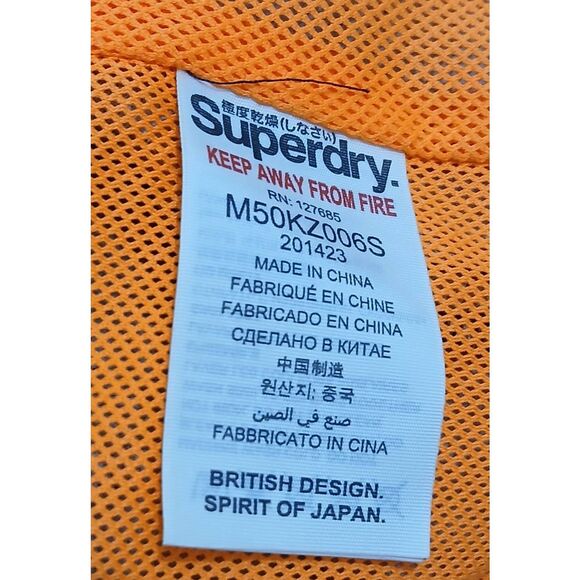 極度乾燥(しなさい)
Superdry.
KEEP AWAY FROM FIRE
RN: 127685
M50KZ006S
201423
MADE IN CHINA
FABRIQUÉ EN CHINE
FABRICADO EN CHINA
СДЕЛАНО В КИТАЕ
中国制造
원산지: 중국
صنع في الصين
FABBRICATO IN CINA
BRITISH DESIGN.
SPIRIT OF JAPAN.